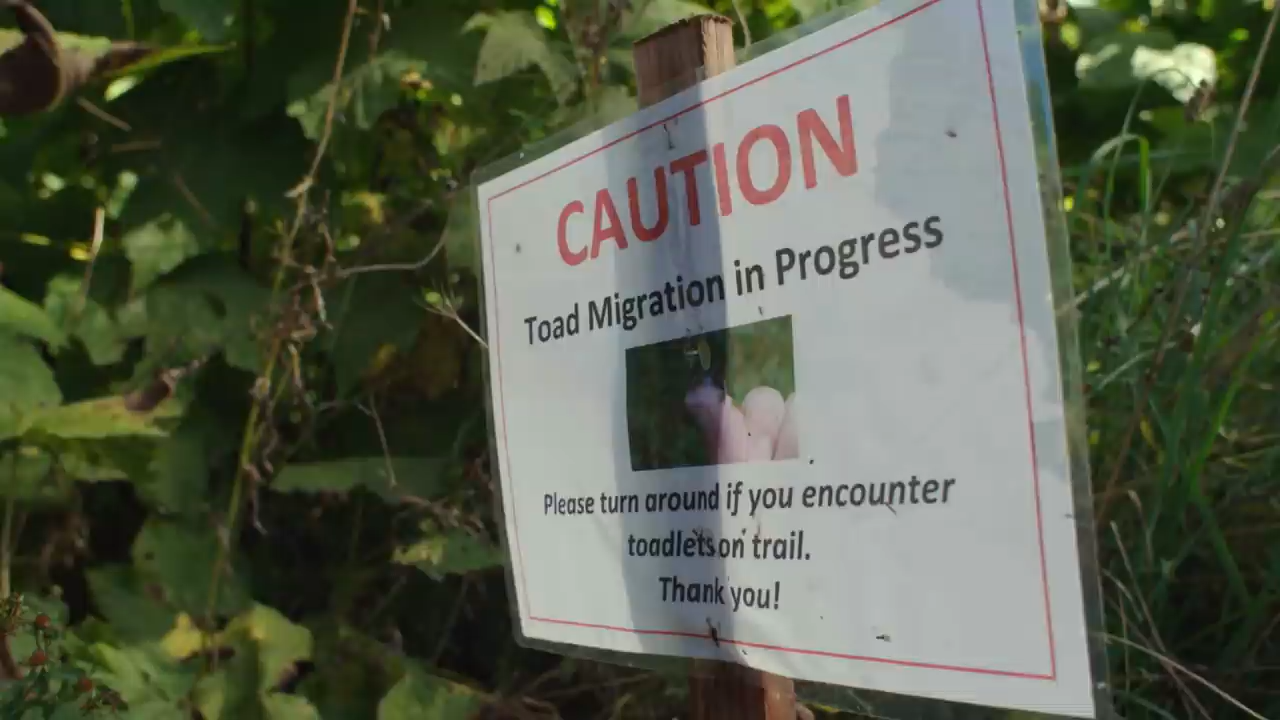 CAUTION
Toad Migration in Progress
Please turn around if you encounter
toadlets on trail.
Thank you!